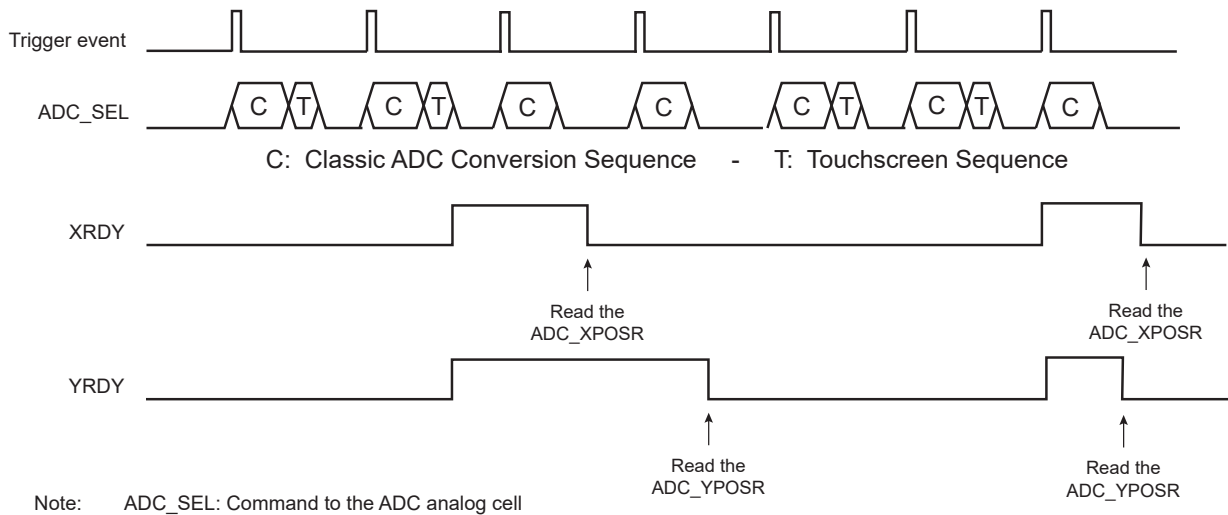 Trigger event
ADC_SEL
C T C T C C C T C T C
C: Classic ADC Conversion Sequence - T: Touchscreen Sequence
XRDY
Read the
ADC_XPOSR
Read the
ADC_XPOSR
YRDY
Read the
ADC_YPOSR
Read the
ADC_YPOSR
Note: ADC_SEL: Command to the ADC analog cell